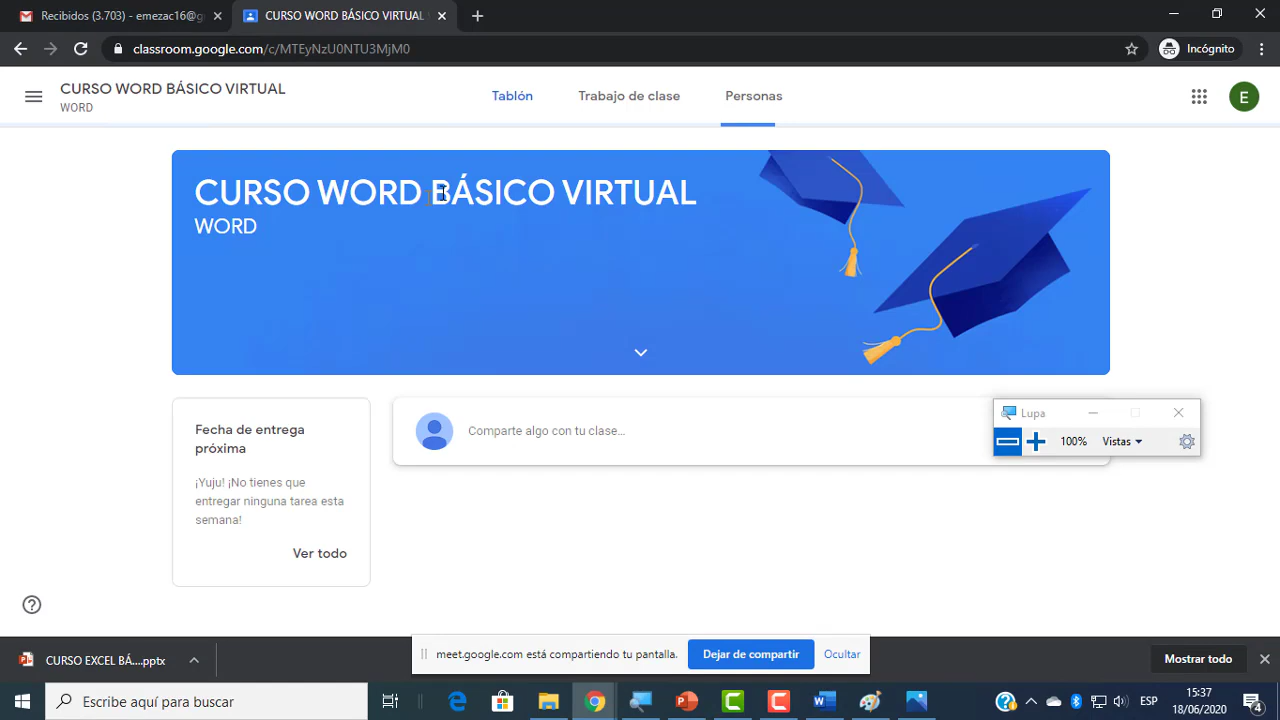 Recibidos (3.703) - emezac16@g
CURSO WORD BÁSICO VIRTUAL
classroom.google.com/c/MTEyNzU0NTU3MjM0
Incógnito
CURSO WORD BÁSICO VIRTUAL
WORD
Tablón
Trabajo de clase
Personas
E
CURSO WORD BÁSICO VIRTUAL
WORD
Fecha de entrega
próxima
¡Yuju! ¡No tienes que
entregar ninguna tarea esta
semana!
Ver todo
Comparte algo con tu clase...
Lupa
100%
Vistas
CURSO EXCEL BÁ....pptx
meet.google.com está compartiendo tu pantalla.
Dejar de compartir
Ocultar
Mostrar todo
Escribe aquí para buscar
ESP
15:37
18/06/2020
4